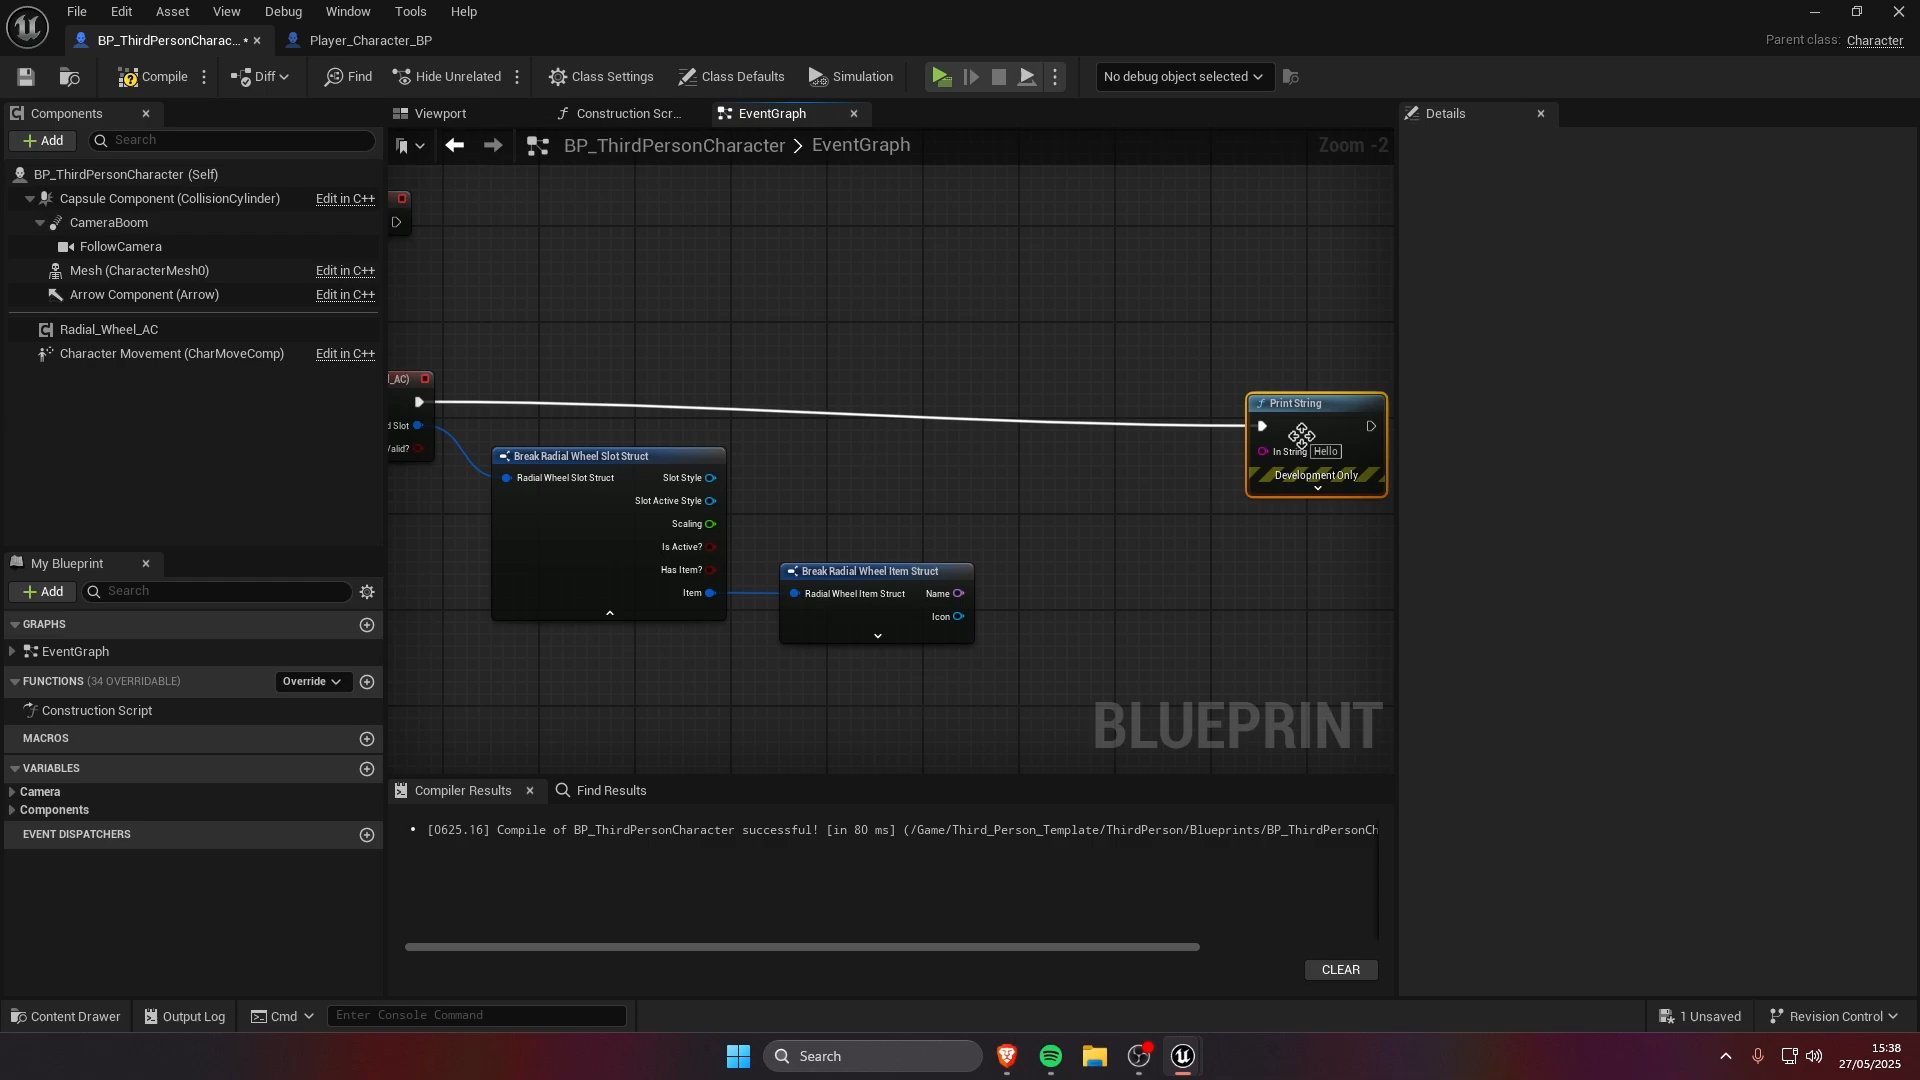 File Edit Asset View Debug Window Tools Help
BP_ThirdPersonCharac... • Player_Character_BP
Parent class: Character
Compile Diff Find Hide Unrelated Class Settings Class Defaults Simulation No debug object selected
Components
Viewport Construction Scr... EventGraph
Details
Add Search
BP_ThirdPersonCharacter > EventGraph
Zoom -2
BP_ThirdPersonCharacter (Self)
Capsule Component (CollisionCylinder) Edit in C++
CameraBoom
FollowCamera
Mesh (CharacterMesh0) Edit in C++
Arrow Component (Arrow) Edit in C++
Radial_Wheel_AC
Character Movement (CharMoveComp) Edit in C++
_AC)
d Slot
Valid?
Break Radial Wheel Slot Struct
Radial Wheel Slot Struct Slot Style
Slot Active Style
Scaling
Is Active?
Has Item?
Item
Break Radial Wheel Item Struct
Radial Wheel Item Struct Name
Icon
Print String
In String Hello
Development Only
BLUEPRINT
My Blueprint
Add Search
GRAPHS
EventGraph
FUNCTIONS (34 OVERRIDABLE) Override
Construction Script
MACROS
VARIABLES
Camera
Components
EVENT DISPATCHERS
Compiler Results Find Results
• [0625.16] Compile of BP_ThirdPersonCharacter successful! [in 80 ms] (/Game/Third_Person_Template/ThirdPerson/Blueprints/BP_ThirdPersonCh
CLEAR
Content Drawer Output Log Cmd Enter Console Command 1 Unsaved Revision Control
Search
15:38
27/05/2025